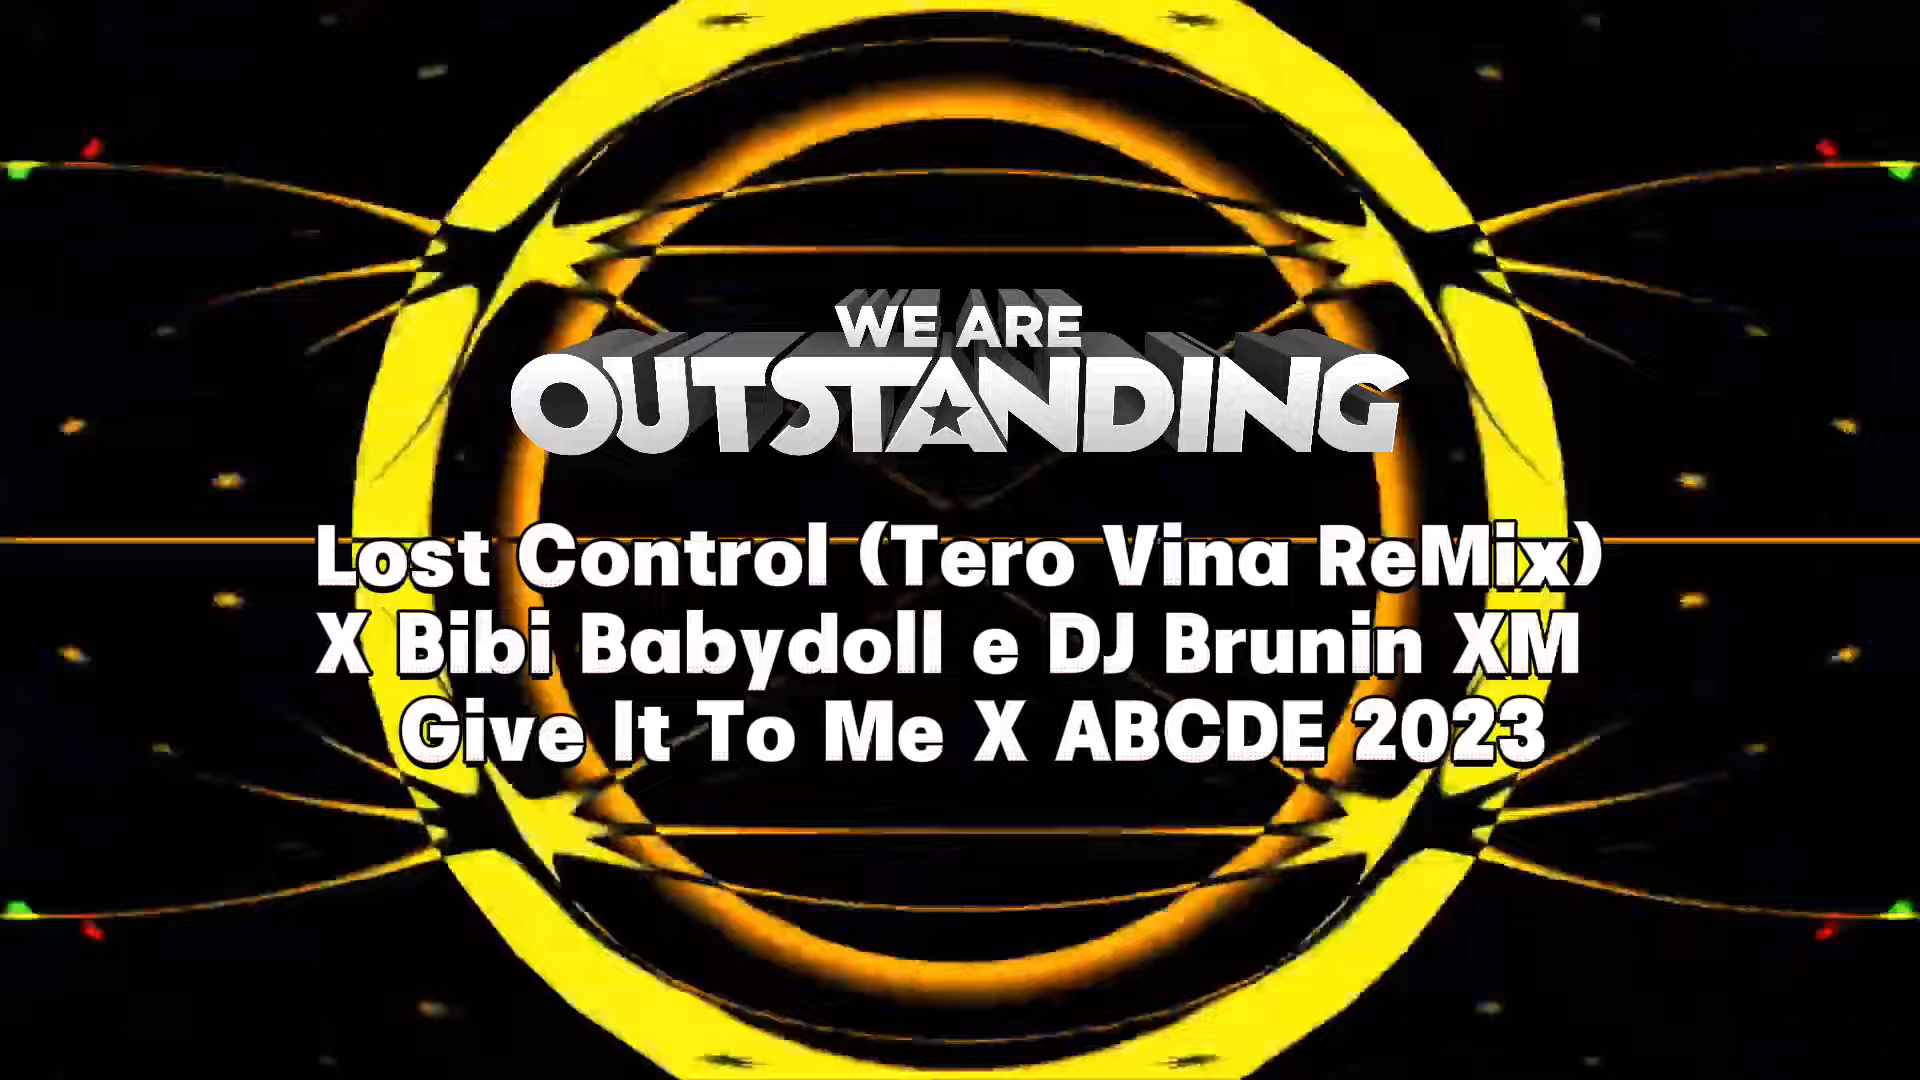 WE ARE
OUTSTANDING
Lost Control (Tero Vina ReMix)
X Bibi Babydoll e DJ Brunin XM
Give It To Me X ABCDE 2023